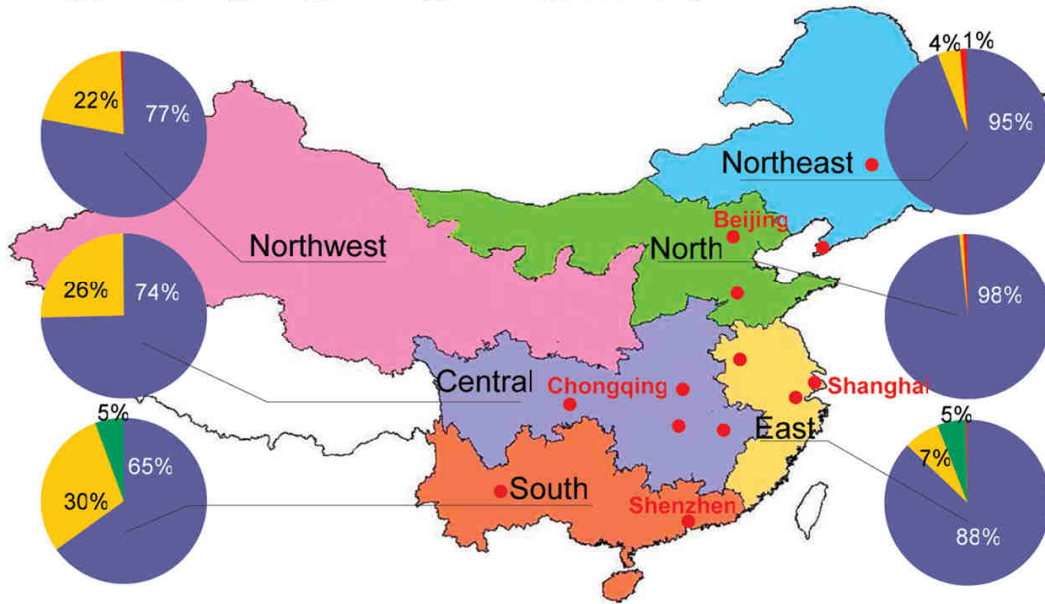 4% 1%
22% 77%
95%
Northeast
Beijing
Northwest
North
26% 74%
98%
Central
Chongqing
Shanghai
5%
5%
East
65%
7%
30%
South
Shenzhen
88%